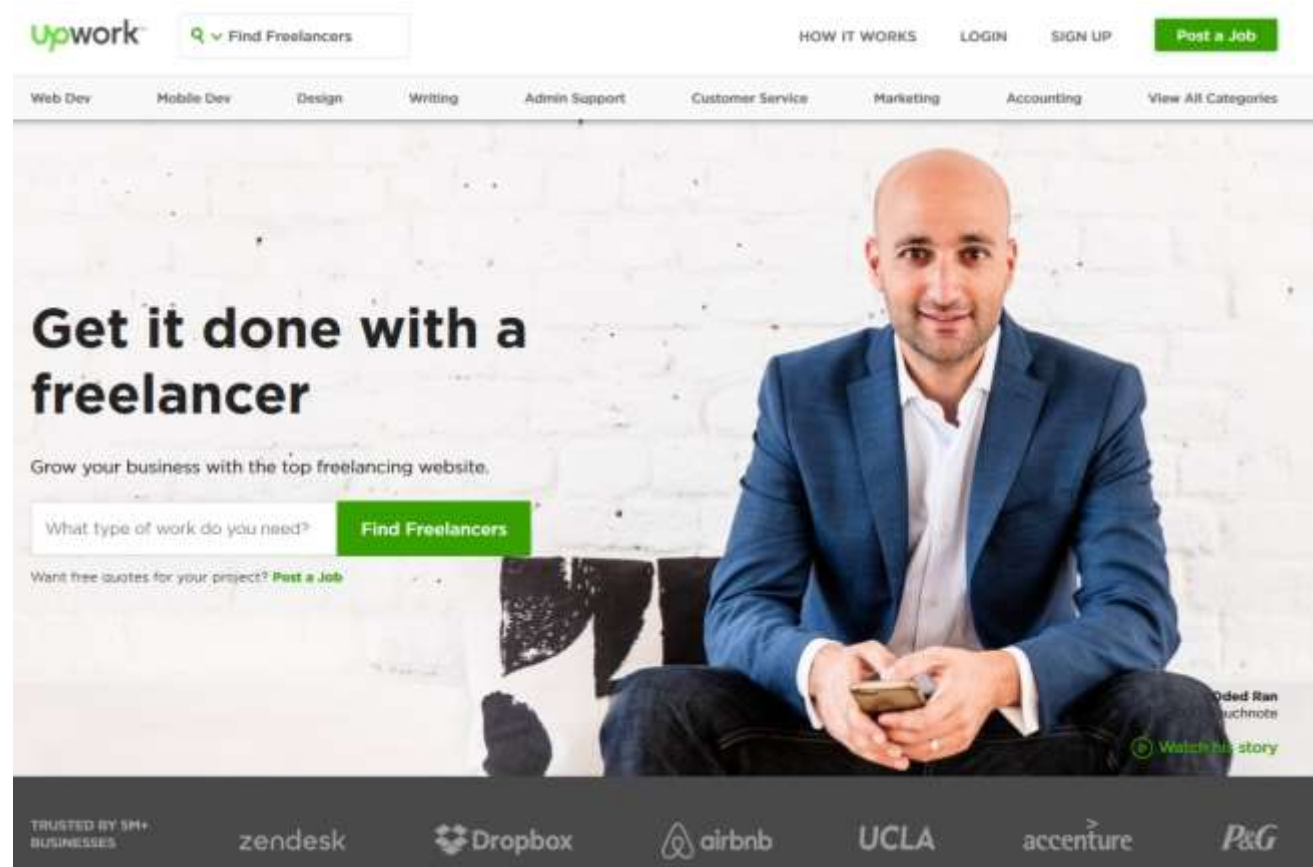 Upwork
Find Freelancers
HOW IT WORKS
LOGIN
SIGN UP
Post a Job
Web Dev
Mobile Dev
Design
Writing
Admin Support
Customer Service
Marketing
Accounting
View All Categories
Get it done with a
freelancer
Grow your business with the top freelancing website.
What type of work do you need?
Find Freelancers
Want free quotes for your project? Post a Job
Oded Ran
Watch his story
TRUSTED BY 5M+
BUSINESSES
zendesk
Dropbox
airbnb
UCLA
accenture
P&G